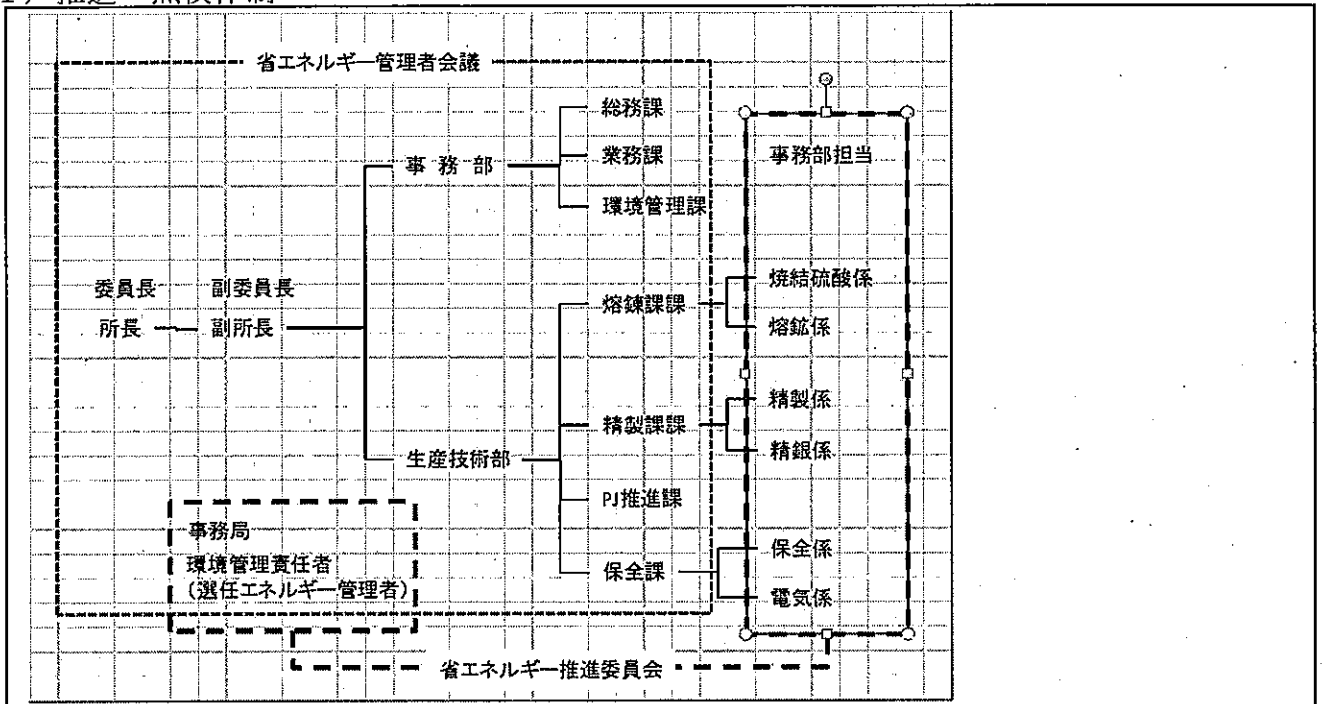 省エネルギー管理者会議
総務課
事務部
業務課
事務部担当
環境管理課
委員長 副委員長
所長 副所長
熔錬課課
焼結硫酸係
熔鉱係
精製課課
精製係
精銀係
生産技術部
PJ推進課
保全課
保全係
電気係
事務局
環境管理責任者
(選任エネルギー管理者)
省エネルギー推進委員会